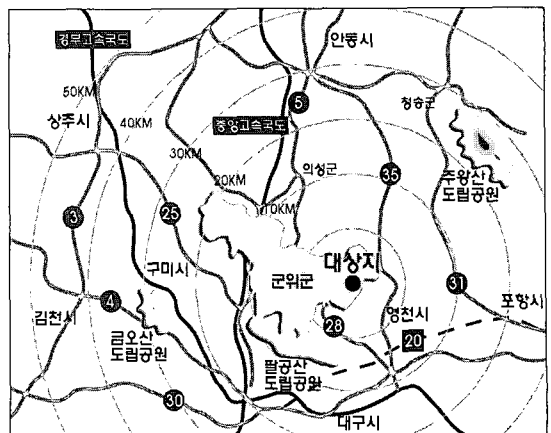 경부고속국도
안동시
50KM
5
청송군
상주시
40KM
중앙고속국도
30KM
의성군
주왕산
도립공원
20KM
35
10KM
3
25
대상지
구미시
군위군
31
4
영천시
포항시
김천시
28
20
금오산
도립공원
팔공산
도립공원
30
대구시